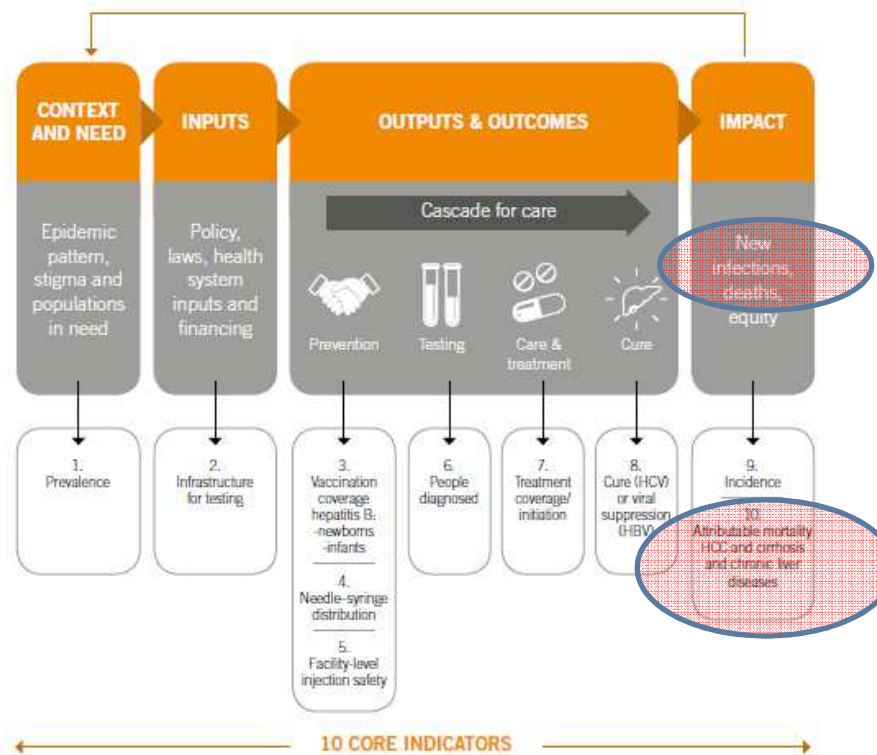 CONTEXT
AND NEED
INPUTS
OUTPUTS & OUTCOMES
IMPACT
Epidemic
pattern,
stigma and
populations
in need
Policy,
laws, health
system
inputs and
financing
Cascade for care
Prevention
Testing
Care &
treatment
Cure
New
infections,
deaths,
equity
1.
Prevalence
2.
Infrastructure
for testing
3.
Vaccination
coverage
hepatitis B:
-newborns
-infants
4.
Needle-syringe
distribution
5.
Facility-level
injection safety
6.
People
diagnosed
7.
Treatment
coverage/
initiation
8.
Cure (HCV)
or viral
suppression
(HBV)
9.
Incidence
10.
Attributable mortality
HCC and cirrhosis
and chronic liver
diseases
10 CORE INDICATORS